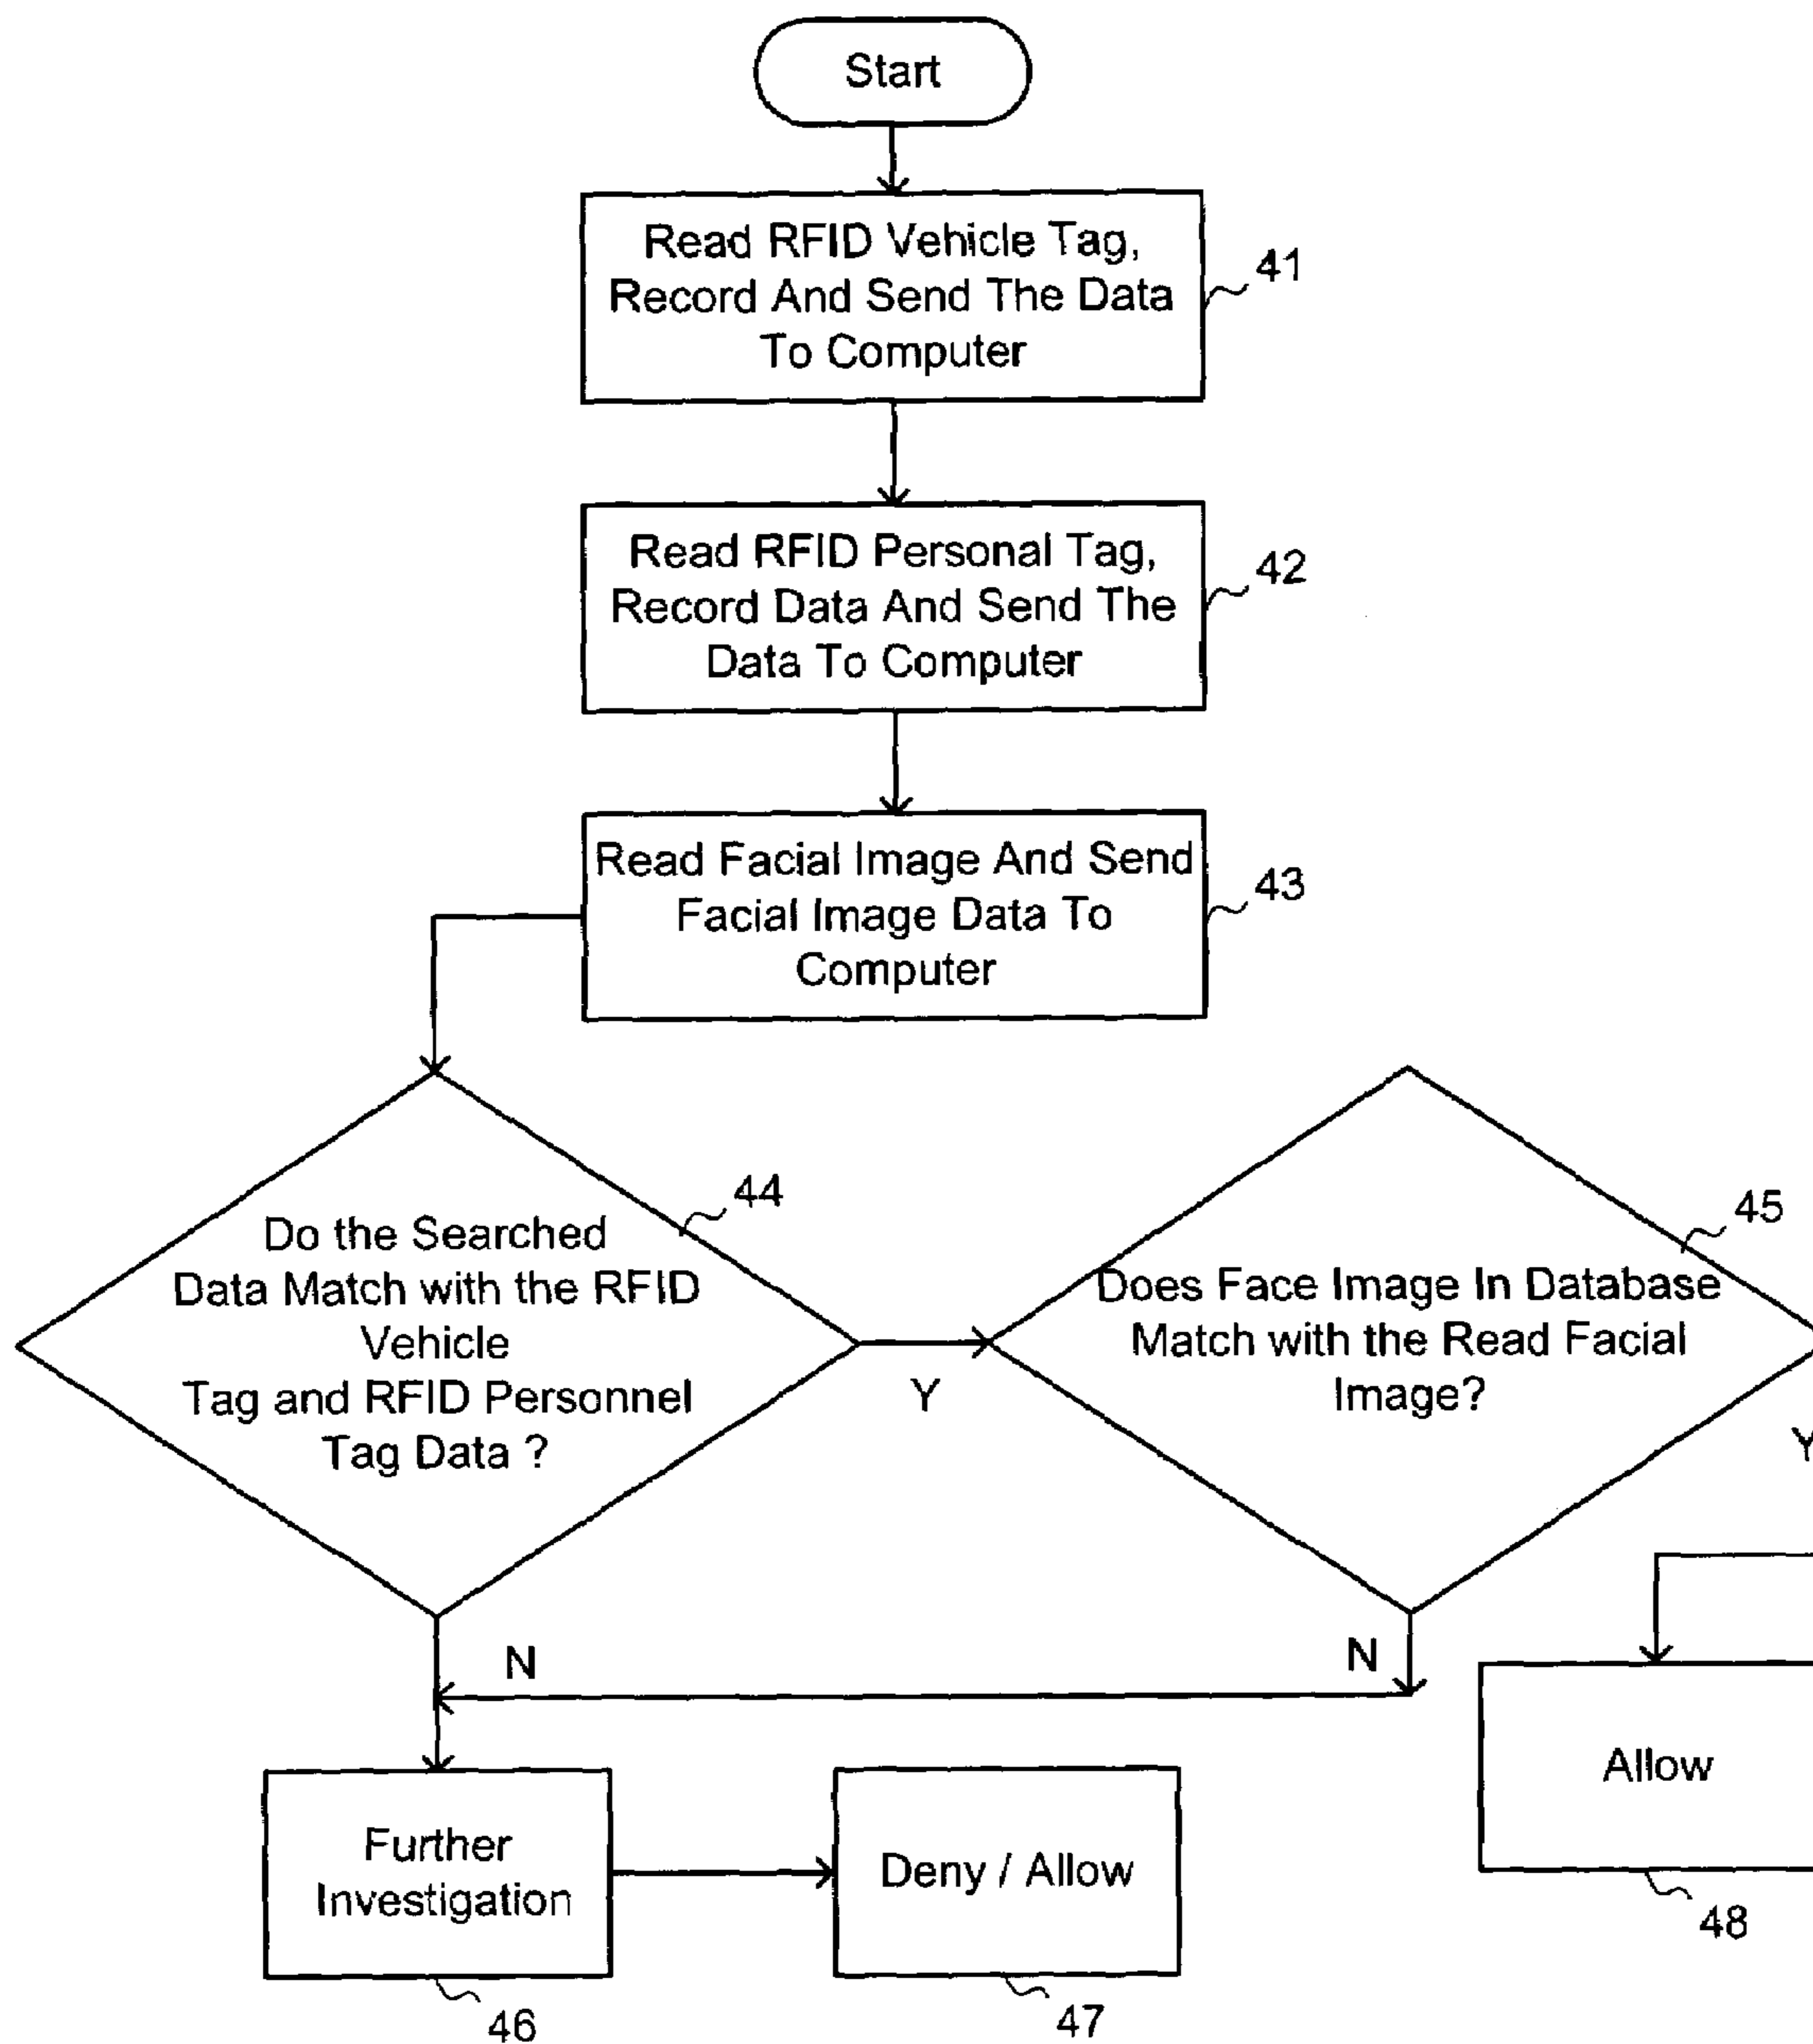 Start
Read RFID Vehicle Tag,
Record And Send The Data
To Computer
41
Read RFID Personal Tag,
Record Data And Send The
Data To Computer
42
Read Facial Image And Send
Facial Image Data To
Computer
43
Do the Searched
Data Match with the RFID
Vehicle
Tag and RFID Personnel
Tag Data ?
44
Y
Does Face Image In Database
Match with the Read Facial
Image?
45
Y
N
N
Further
Investigation
46
Deny / Allow
47
Allow
48